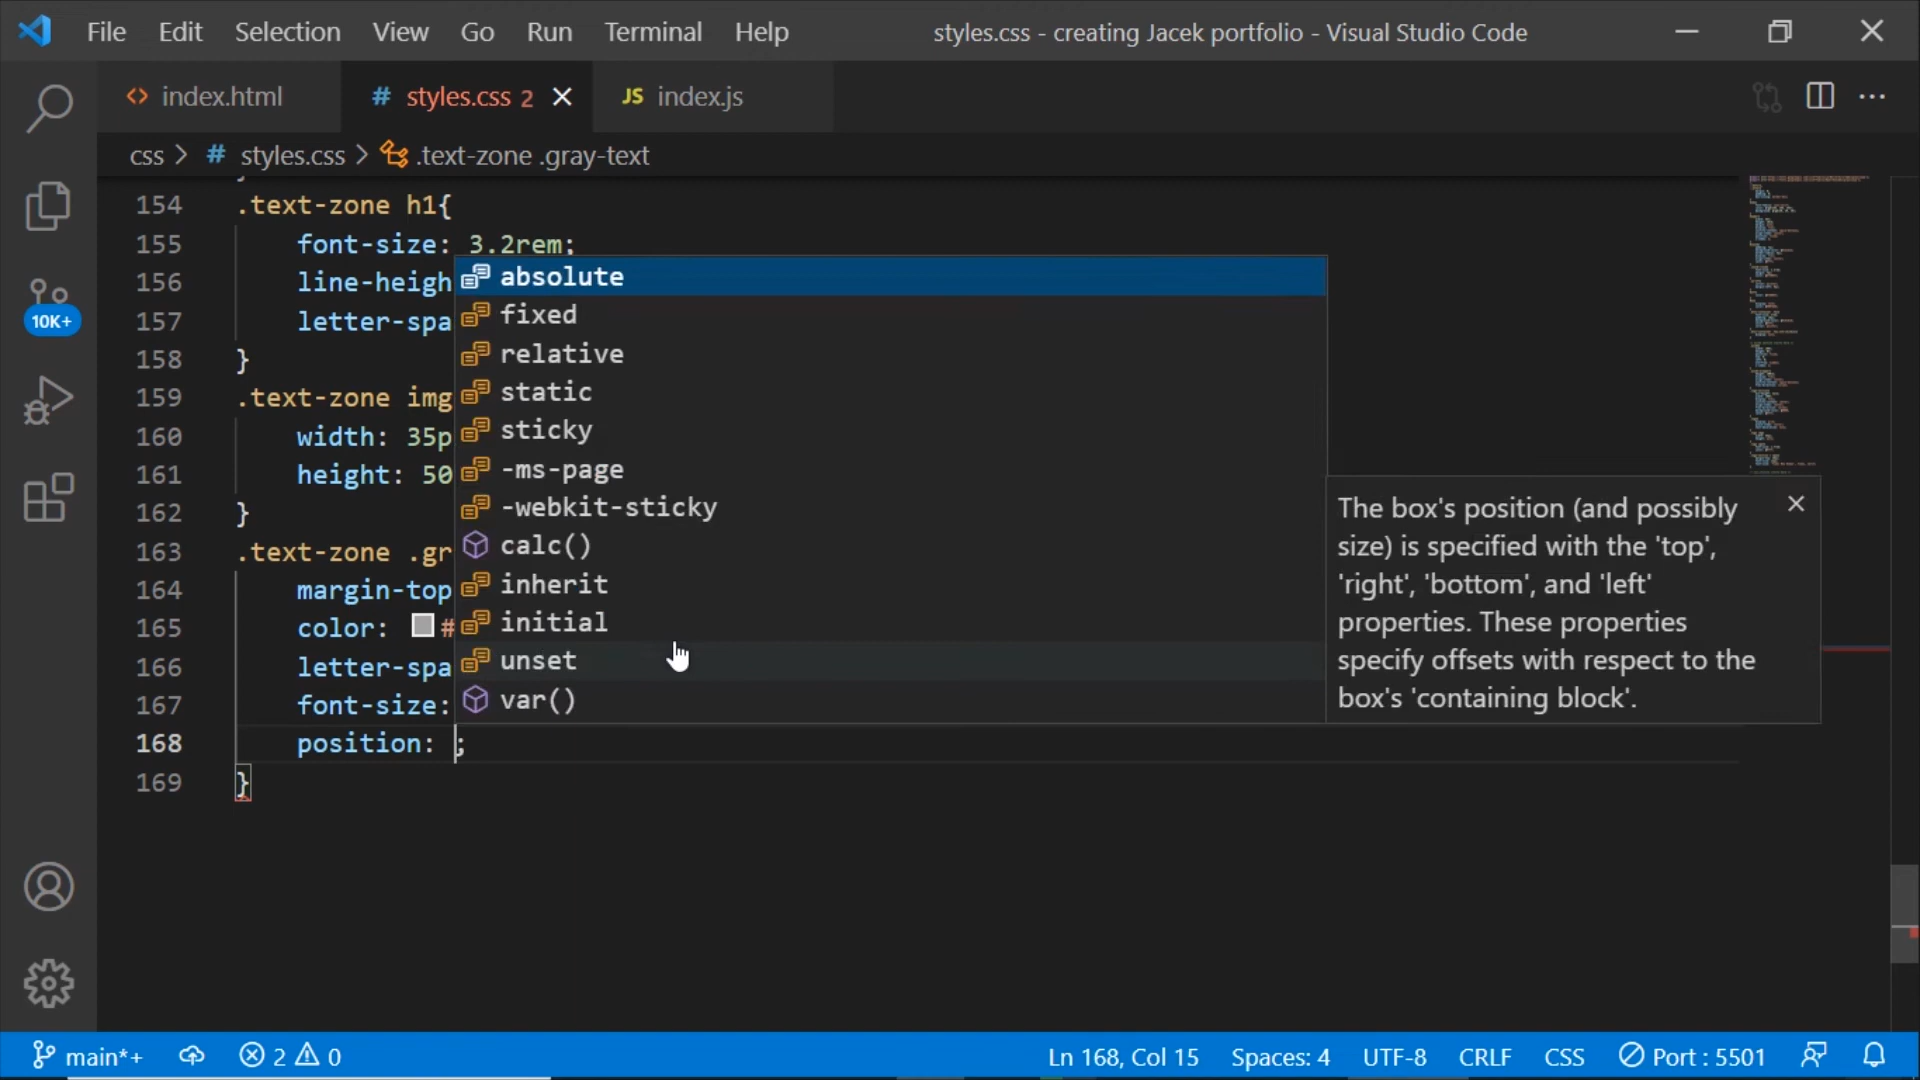 File Edit Selection View Go Run Terminal Help
styles.css - creating Jacek portfolio - Visual Studio Code
index.html
# styles.css 2
JS index.js
css > # styles.css > .text-zone .gray-text
154 .text-zone h1{
155 font-size: 3.2rem;
156 line-heigh
157 letter-spa
158 }
159 .text-zone img
160 width: 35p
161 height: 50
162 }
163 .text-zone .gr
164 margin-top
165 color: #
166 letter-spa
167 font-size:
168 position: ;
169 }
absolute
fixed
relative
static
sticky
-ms-page
-webkit-sticky
calc()
inherit
initial
unset
var()
The box's position (and possibly
size) is specified with the 'top',
'right', 'bottom', and 'left'
properties. These properties
specify offsets with respect to the
box's 'containing block'.
10K+
main*+
2
0
Ln 168, Col 15
Spaces: 4
UTF-8
CRLF
CSS
Port : 5501